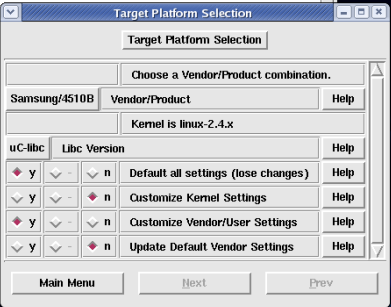 Target Platform Selection
Target Platform Selection
Choose a Vendor/Product combination.
Samsung/4510B Vendor/Product Help
Kernel is linux-2.4.x
uC-libc Libc Version Help
y - n Default all settings (lose changes) Help
y - n Customize Kernel Settings Help
y - n Customize Vendor/User Settings Help
y - n Update Default Vendor Settings Help
Main Menu Next Prev